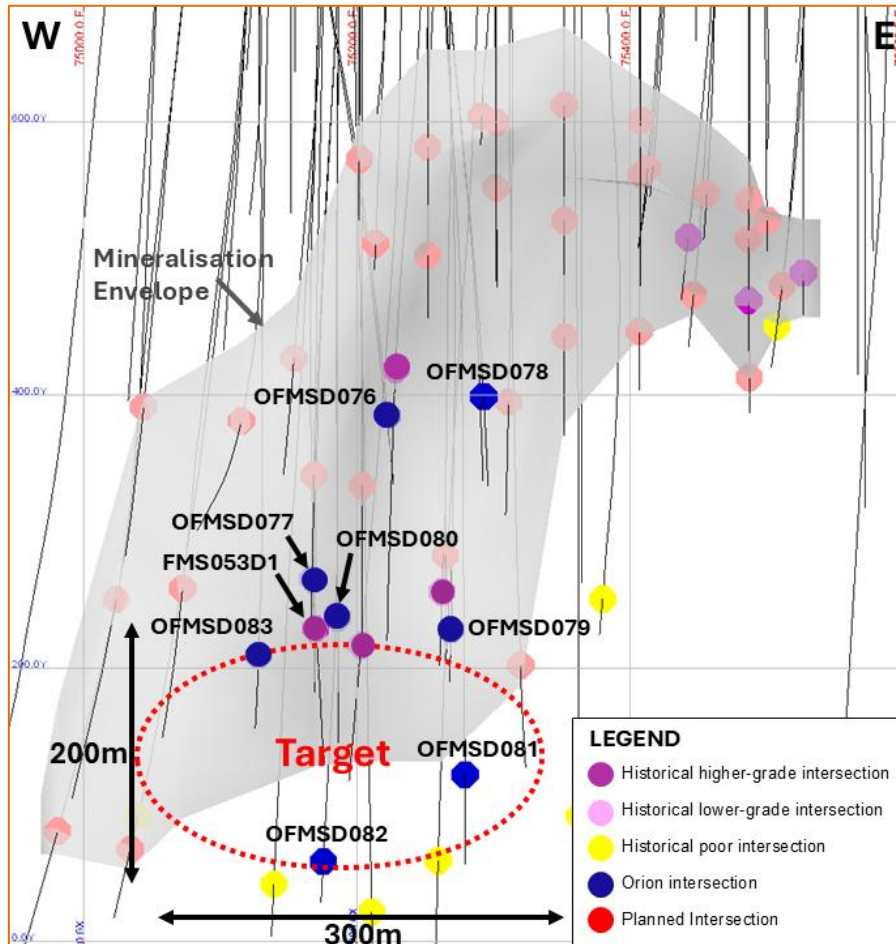 W
E
75000.0 E
75200.0 E
75400.0 E
600.0Y
Mineralisation
Envelope
400.0Y
OFMSD078
OFMSD076
OFMSD077
OFMSD080
FMS053D1
OFMSD083
OFMSD079
200.0Y
200m
Target
OFMSD081
OFMSD082
300m
0.0Y
LEGEND
Historical higher-grade intersection
Historical lower-grade intersection
Historical poor intersection
Orion intersection
Planned Intersection